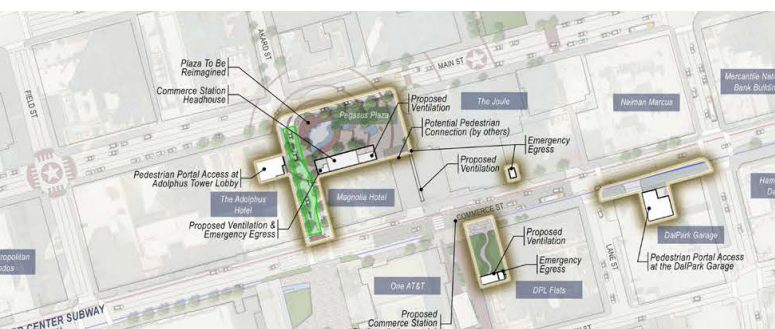 AKARD ST
Plaza To Be
Reimagined
MAIN ST
Mercantile
Commerce Station
Headhouse
Proposed
Ventilation
The Joule
Neiman Marcus
FIELD ST
Pegasus Plaza
Potential Pedestrian
Connection (by others)
Emergency
Egress
Proposed
Ventilation
Pedestrian Portal Access at
Adolphus Tower Lobby
The Adolphus
Hotel
Magnolia Hotel
Proposed Ventilation &
Emergency Egress
COMMERCE ST
Proposed
Ventilation
DalPark Garage
LANE ST
Pedestrian Portal Access
at the DalPark Garage
Emergency
Egress
One AT&T
DPL Flats
CENTER SUBWAY
Proposed
Commerce Station